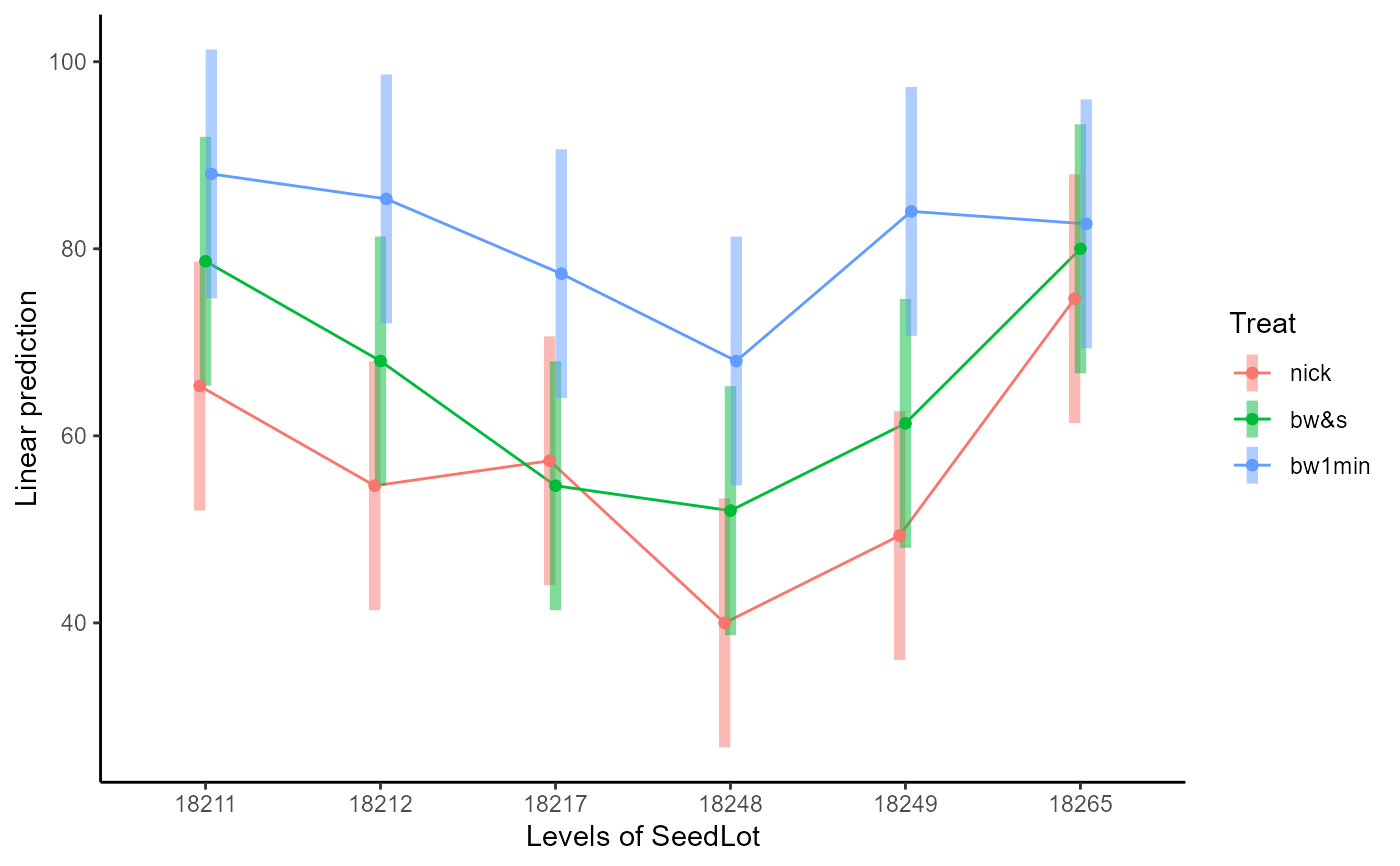 Linear prediction
100
80
60
40
18211 18212 18217 18248 18249 18265
Levels of SeedLot
Treat
nick
bw&s
bw1min